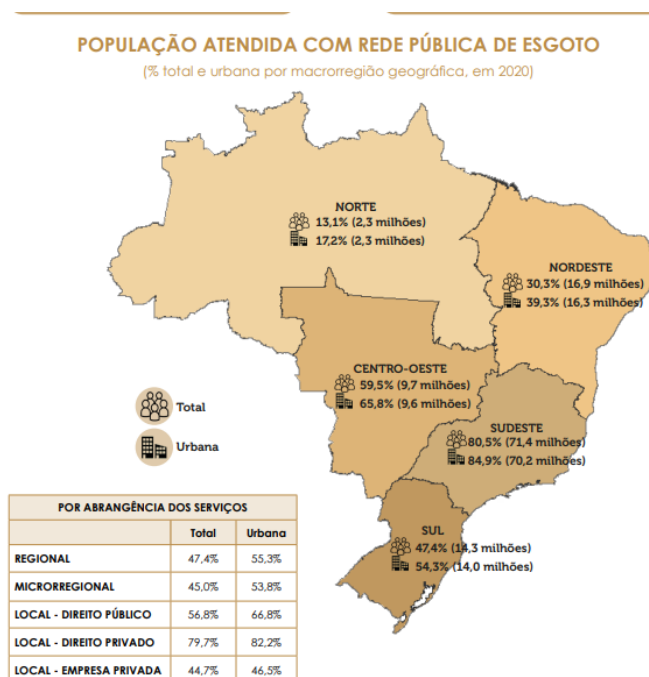 POPULAÇÃO ATENDIDA COM REDE PÚBLICA DE ESGOTO
(% total e urbana por macrorregião geográfica, em 2020)
NORTE
13,1% (2,3 milhões)
17,2% (2,3 milhões)
NORDESTE
30,3% (16,9 milhões)
39,3% (16,3 milhões)
CENTRO-OESTE
59,5% (9,7 milhões)
65,8% (9,6 milhões)
Total
Urbana
SUDESTE
80,5% (71,4 milhões)
84,9% (70,2 milhões)
SUL
47,4% (14,3 milhões)
54,3% (14,0 milhões)
POR ABRANGÊNCIA DOS SERVIÇOS
Total Urbana
REGIONAL 47,4% 55,3%
MICRORREGIONAL 45,0% 53,8%
LOCAL - DIREITO PÚBLICO 56,8% 66,8%
LOCAL - DIREITO PRIVADO 79,7% 82,2%
LOCAL - EMPRESA PRIVADA 44,7% 46,5%